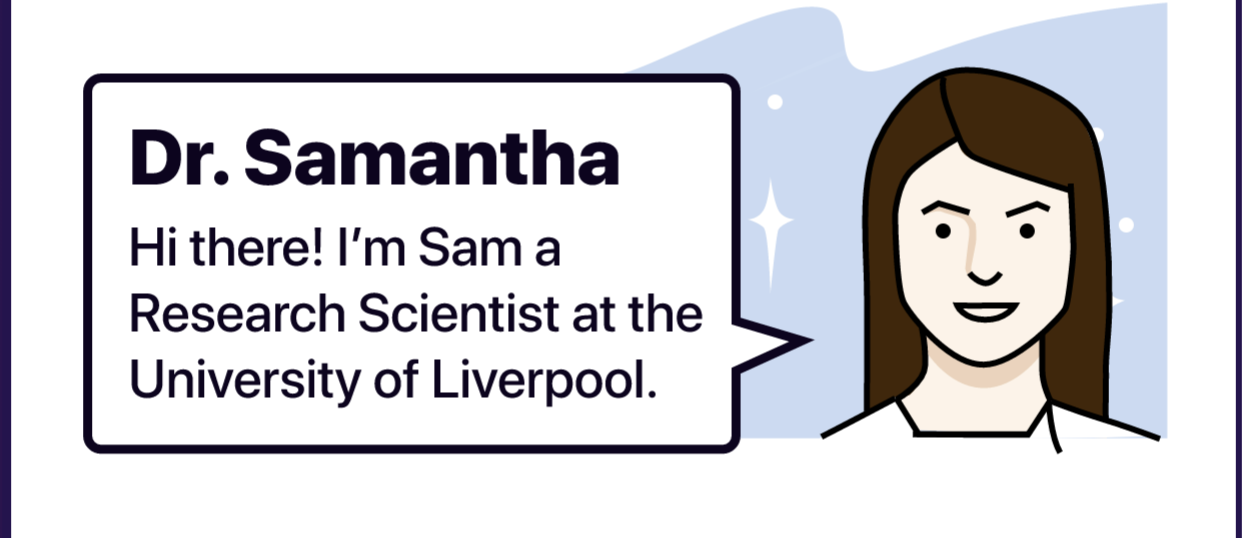 Dr. Samantha
Hi there! I’m Sam a
Research Scientist at the
University of Liverpool.